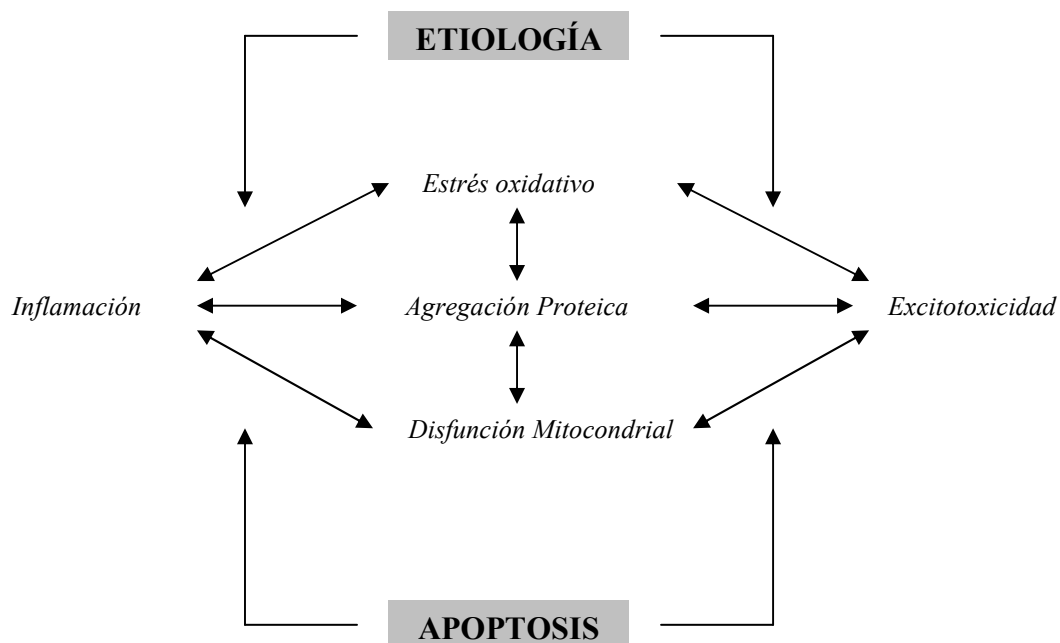 ETIOLOGÍA
Estrés oxidativo
Inflamación
Agregación Proteica
Excitotoxicidad
Disfunción Mitocondrial
APOPTOSIS